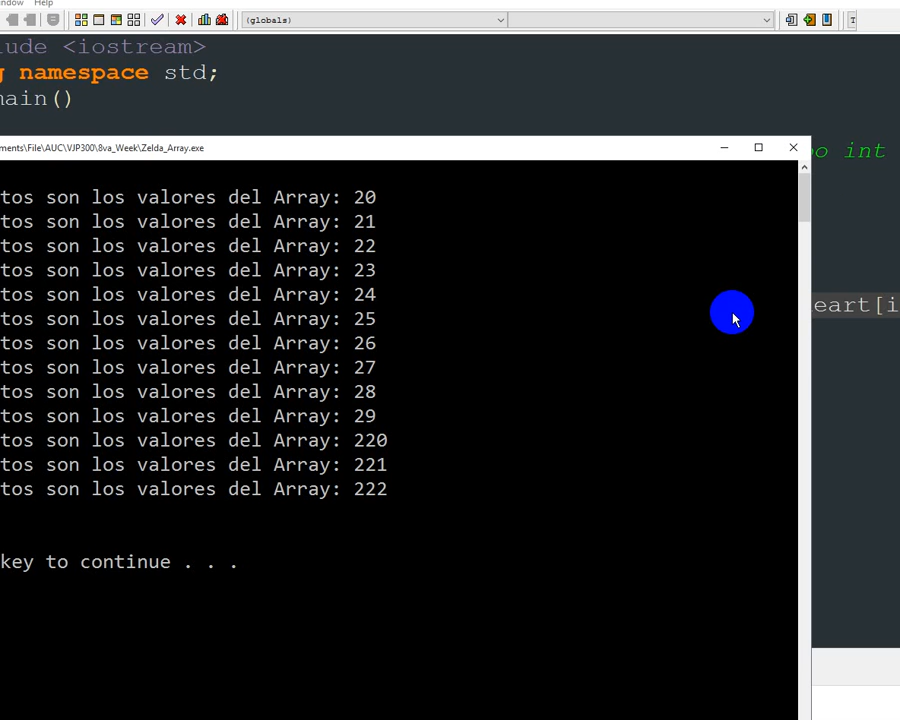 indow Help
(globals)
lude <iostream>
g namespace std;
main()
ments\File\AUC\VJP300\8va_Week\Zelda_Array.exe
po int
tos son los valores del Array: 20
tos son los valores del Array: 21
tos son los valores del Array: 22
tos son los valores del Array: 23
tos son los valores del Array: 24
tos son los valores del Array: 25
eart[i
tos son los valores del Array: 26
tos son los valores del Array: 27
tos son los valores del Array: 28
tos son los valores del Array: 29
tos son los valores del Array: 220
tos son los valores del Array: 221
tos son los valores del Array: 222
key to continue . . .